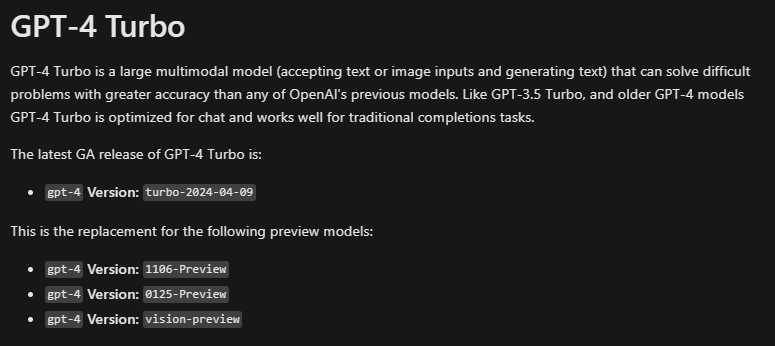 GPT-4 Turbo
GPT-4 Turbo is a large multimodal model (accepting text or image inputs and generating text) that can solve difficult
problems with greater accuracy than any of OpenAI's previous models. Like GPT-3.5 Turbo, and older GPT-4 models
GPT-4 Turbo is optimized for chat and works well for traditional completions tasks.
The latest GA release of GPT-4 Turbo is:
• gpt-4 Version: turbo-2024-04-09
This is the replacement for the following preview models:
• gpt-4 Version: 1106-Preview
• gpt-4 Version: 0125-Preview
• gpt-4 Version: vision-preview